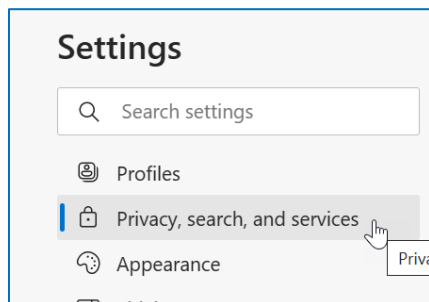 Settings
Search settings
Profiles
Privacy, search, and services
Appearance